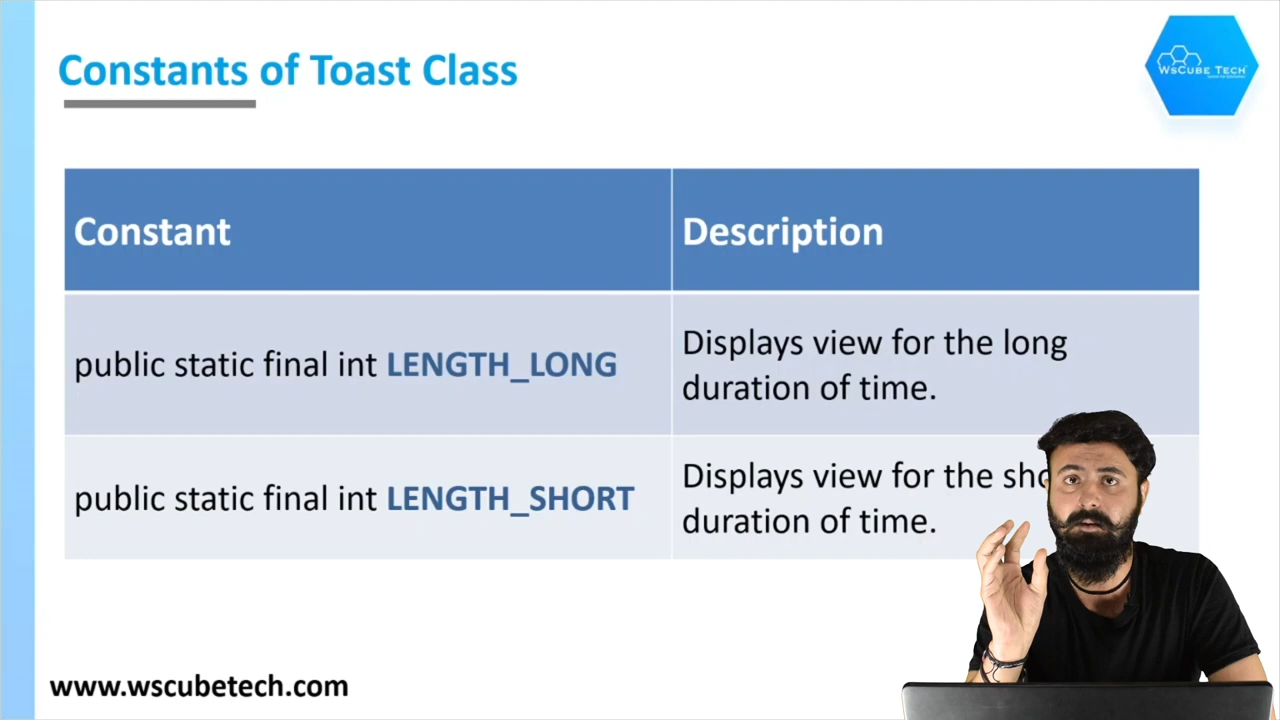 Constants of Toast Class
WsCube Tech
Constant
Description
public static final int LENGTH_LONG
Displays view for the long
duration of time.
public static final int LENGTH_SHORT
Displays view for the
duration of time.
www.wscubetech.com